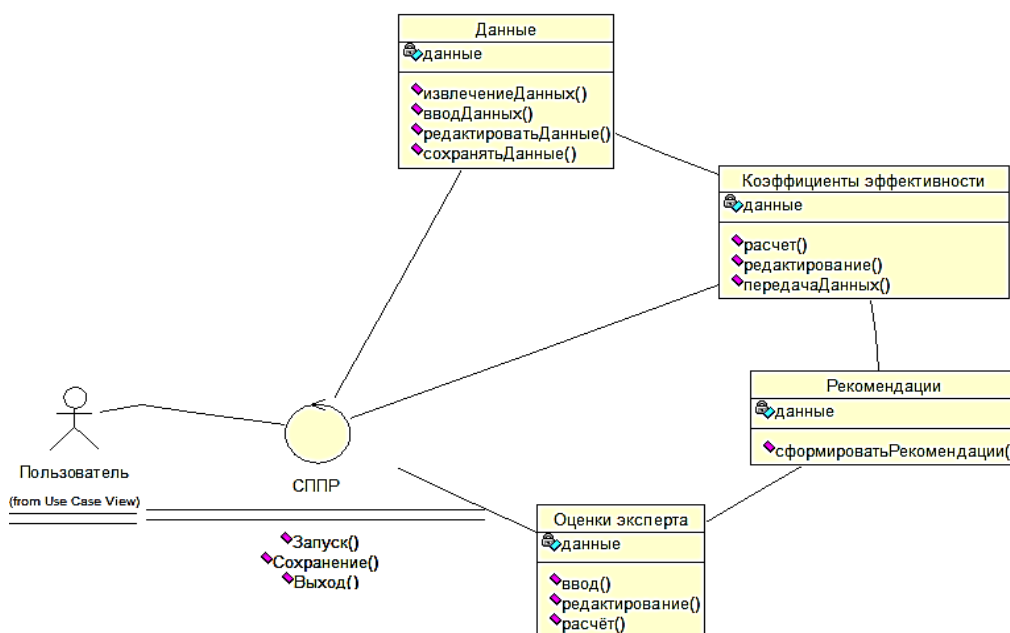 Данные
данные
извлечениеДанных()
вводДанных()
редактироватьДанные()
сохранятьДанные()
Коэффициенты эффективности
данные
расчет()
редактирование()
передачаДанных()
Рекомендации
данные
сформироватьРекомендации(
Пользователь
(from Use Case View)
СППР
Запуск()
Сохранение()
Выход()
Оценки эксперта
данные
ввод()
редактирование()
расчёт()